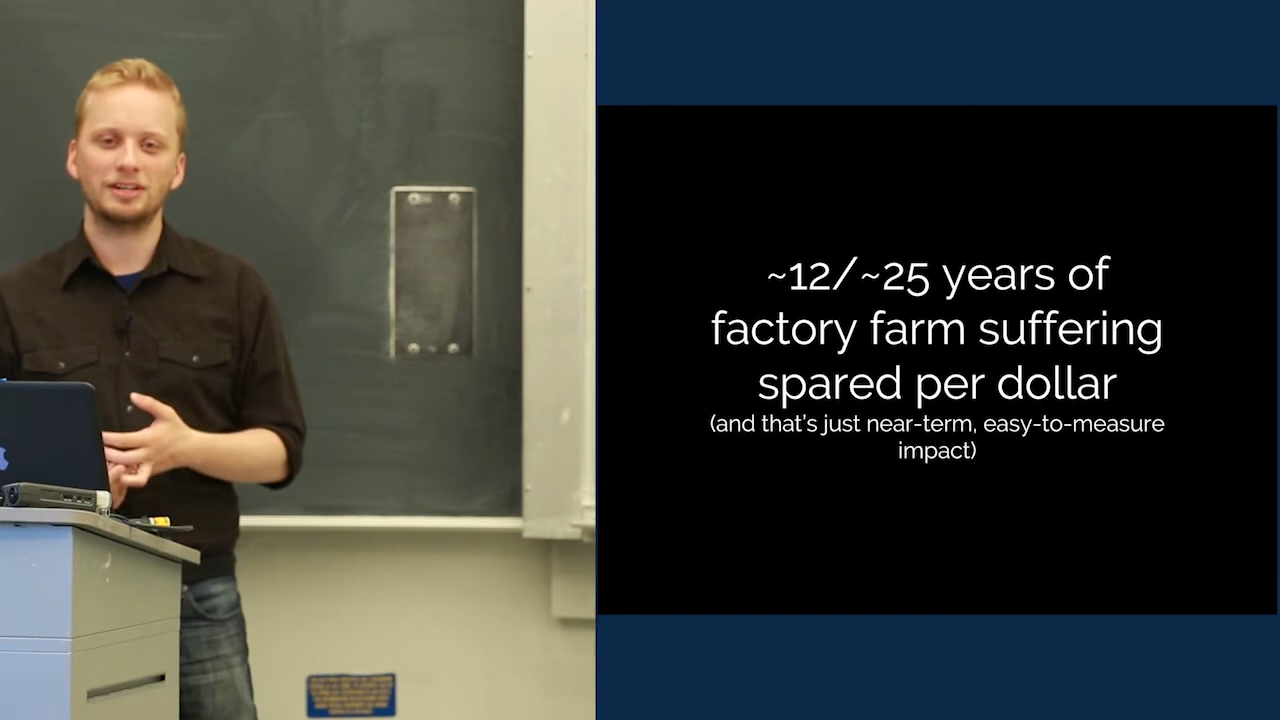 ~12/~25 years of
factory farm suffering
spared per dollar
(and that's just near-term, easy-to-measure
impact)